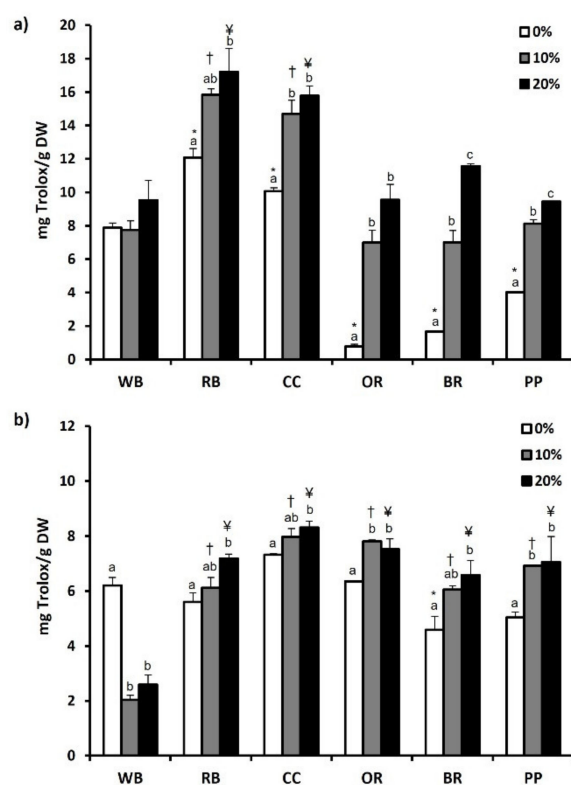 a)
20
18
16
14
12
10
8
6
4
2
0
mg Trolox/g DW
0%
10%
20%
* a
† ab
¥ b
* a
† b
¥ b
* a
b
b
* a
b
c
* a
b
c
WB RB CC OR BR PP
b)
12
10
8
6
4
2
0
mg Trolox/g DW
0%
10%
20%
a
b
b
a
† ab
¥ b
a
† ab
¥ b
a
† b
¥ b
* a
† ab
¥ b
a
† b
¥ b
WB RB CC OR BR PP